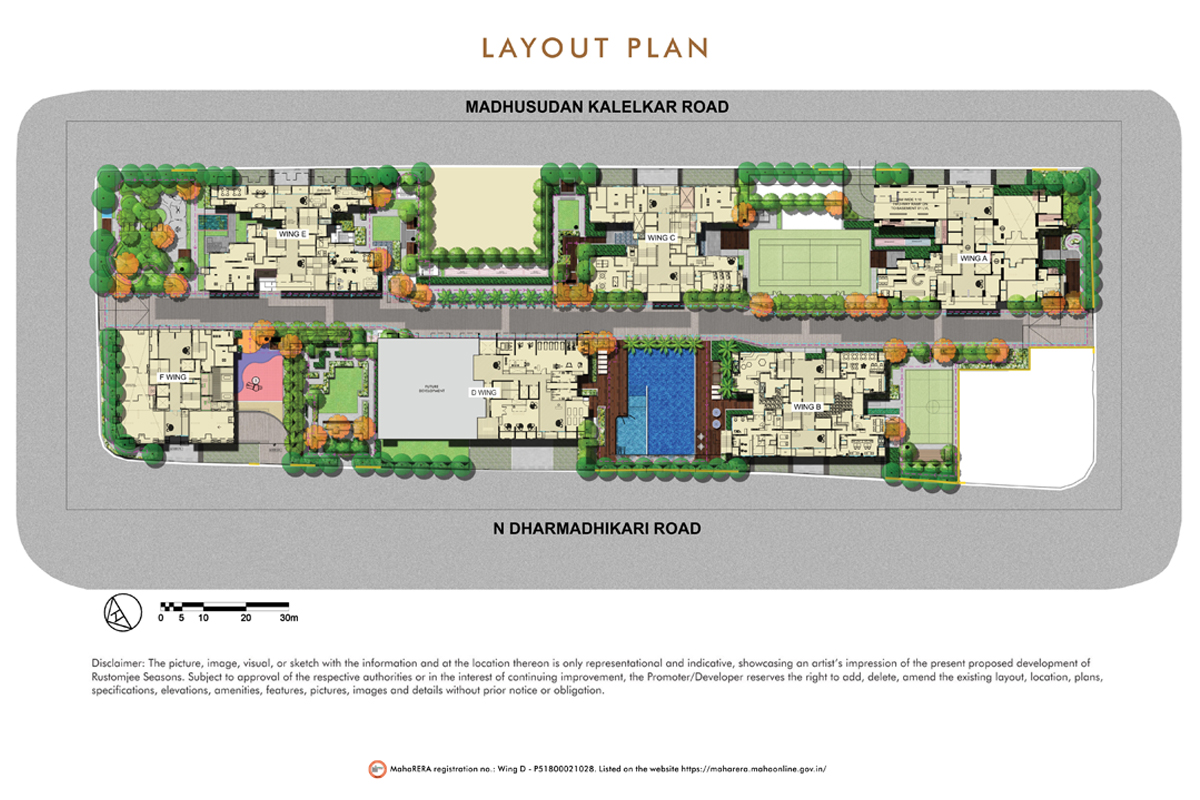 LAYOUT PLAN
MADHUSUDAN KALELKAR ROAD
WING E
WING C
WING A
F WING
FUTURE
DEVELOPMENT
D WING
WING B
N DHARMADHIKARI ROAD
0 5 10 20 30m
Disclaimer: The picture, image, visual, or sketch with the information and at the location thereon is only representational and indicative, showcasing an artist's impression of the present proposed development of
Rustomjee Seasons. Subject to approval of the respective authorities or in the interest of continuing improvement, the Promoter/Developer reserves the right to add, delete, amend the existing layout, location, plans,
specifications, elevations, amenities, features, pictures, images and details without prior notice or obligation.
MahaRERA registration no.: Wing D - P51800021028. Listed on the website https://maharera.mahaonline.gov.in/